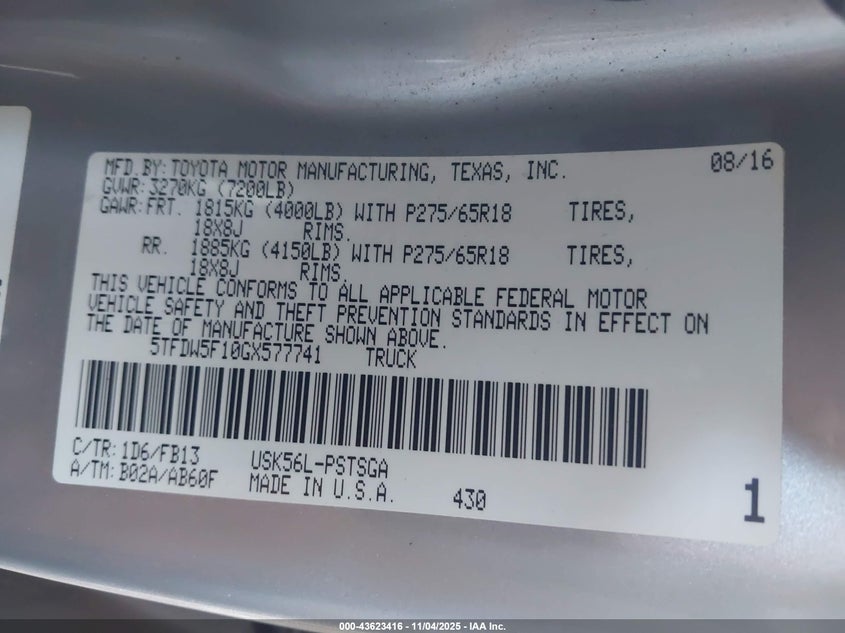 MFD.BY:TOYOTA MOTOR MANUFACTURING, TEXAS, INC. 08/16
GVWR:3270KG (7200LB)
GAWR:FRT. 1815KG (4000LB) WITH P275/65R18 TIRES,
18X8J RIMS.
RR. 1885KG (4150LB) WITH P275/65R18 TIRES,
18X8J RIMS.
THIS VEHICLE CONFORMS TO ALL APPLICABLE FEDERAL MOTOR
VEHICLE SAFETY AND THEFT PREVENTION STANDARDS IN EFFECT ON
THE DATE OF MANUFACTURE SHOWN ABOVE.
5TFDW5F10GX577741 TRUCK
C/TR:1D6/FB13 USK56L-PSTSGA
A/TM:B02A/AB60F MADE IN U.S.A. 430 1
000-43623416 - 11/04/2025 - IAA Inc.